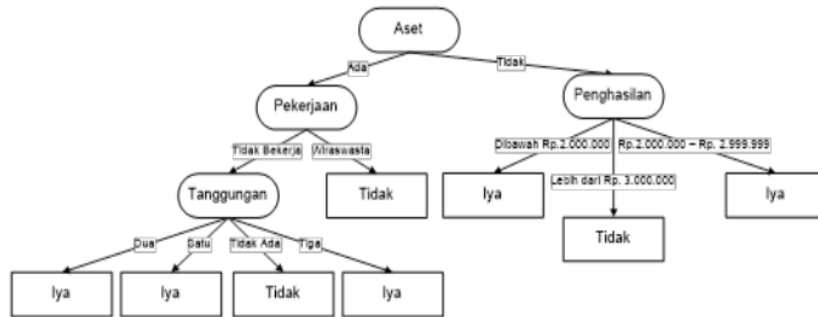 Aset
Ada
Tidak
Pekerjaan
Penghasilan
Tidak Bekerja
Wiraswasta
Dibawah Rp.2.000.000
Rp.2.000.000 – Rp. 2.999.999
Lebih dari Rp. 3.000.000
Tanggungan
Tidak
Iya
Iya
Tidak
Dua
Satu
Tidak Ada
Tiga
Iya
Iya
Tidak
Iya